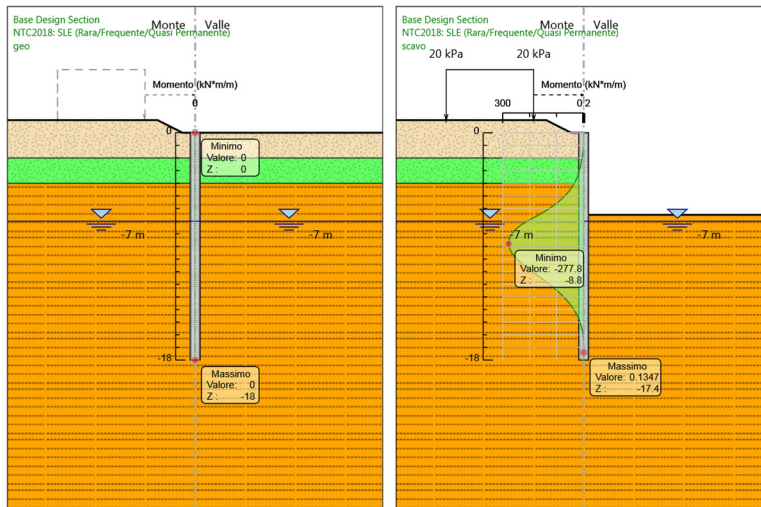 Base Design Section
NTC2018: SLE (Rara/Frequente/Quasi Permanente)
geo
Monte
Valle
Momento (kN*m/m)
0
0
Minimo
Valore: 0
Z : 0
-7 m
-7 m
-18
Massimo
Valore: 0
Z : -18
Base Design Section
NTC2018: SLE (Rara/Frequente/Quasi Permanente)
scavo
Monte
Valle
20 kPa
20 kPa
Momento (kN*m/m)
300
0.2
0
-7 m
-7 m
Minimo
Valore: -277.8
Z : -8.8
-18
Massimo
Valore: 0.1347
Z : -17.4